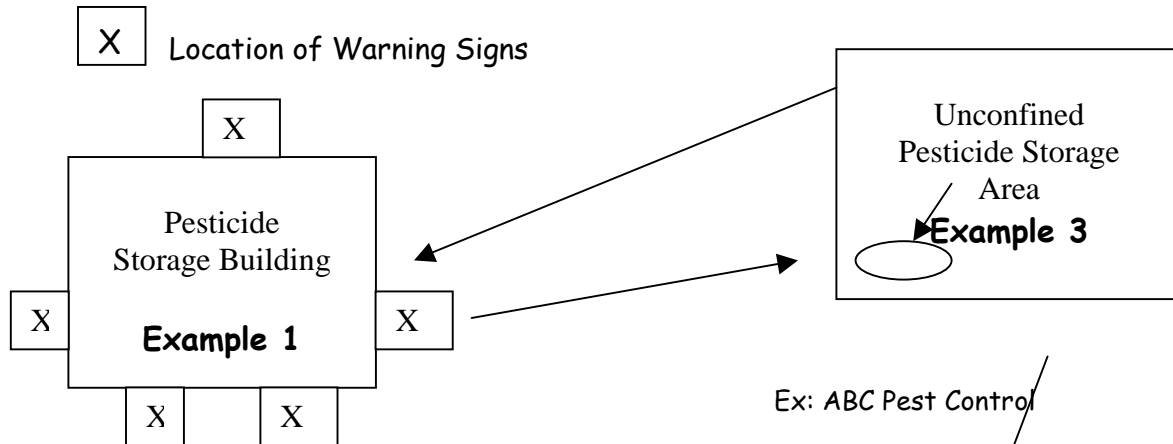 X Location of Warning Signs
X
Pesticide
Storage Building
X
X
Example 1
X
X
Unconfined
Pesticide Storage
Area
Example 3
Ex: ABC Pest Control